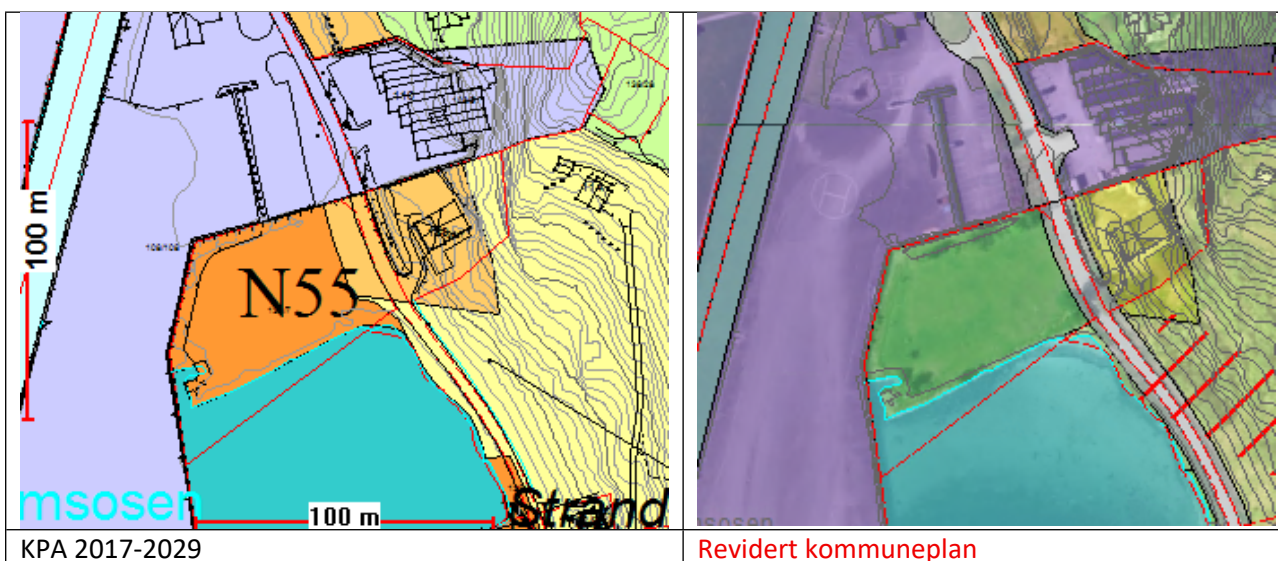 N55
100 m
100 m
msosen
Strand
msosen
H
KPA 2017-2029
Revidert kommuneplan